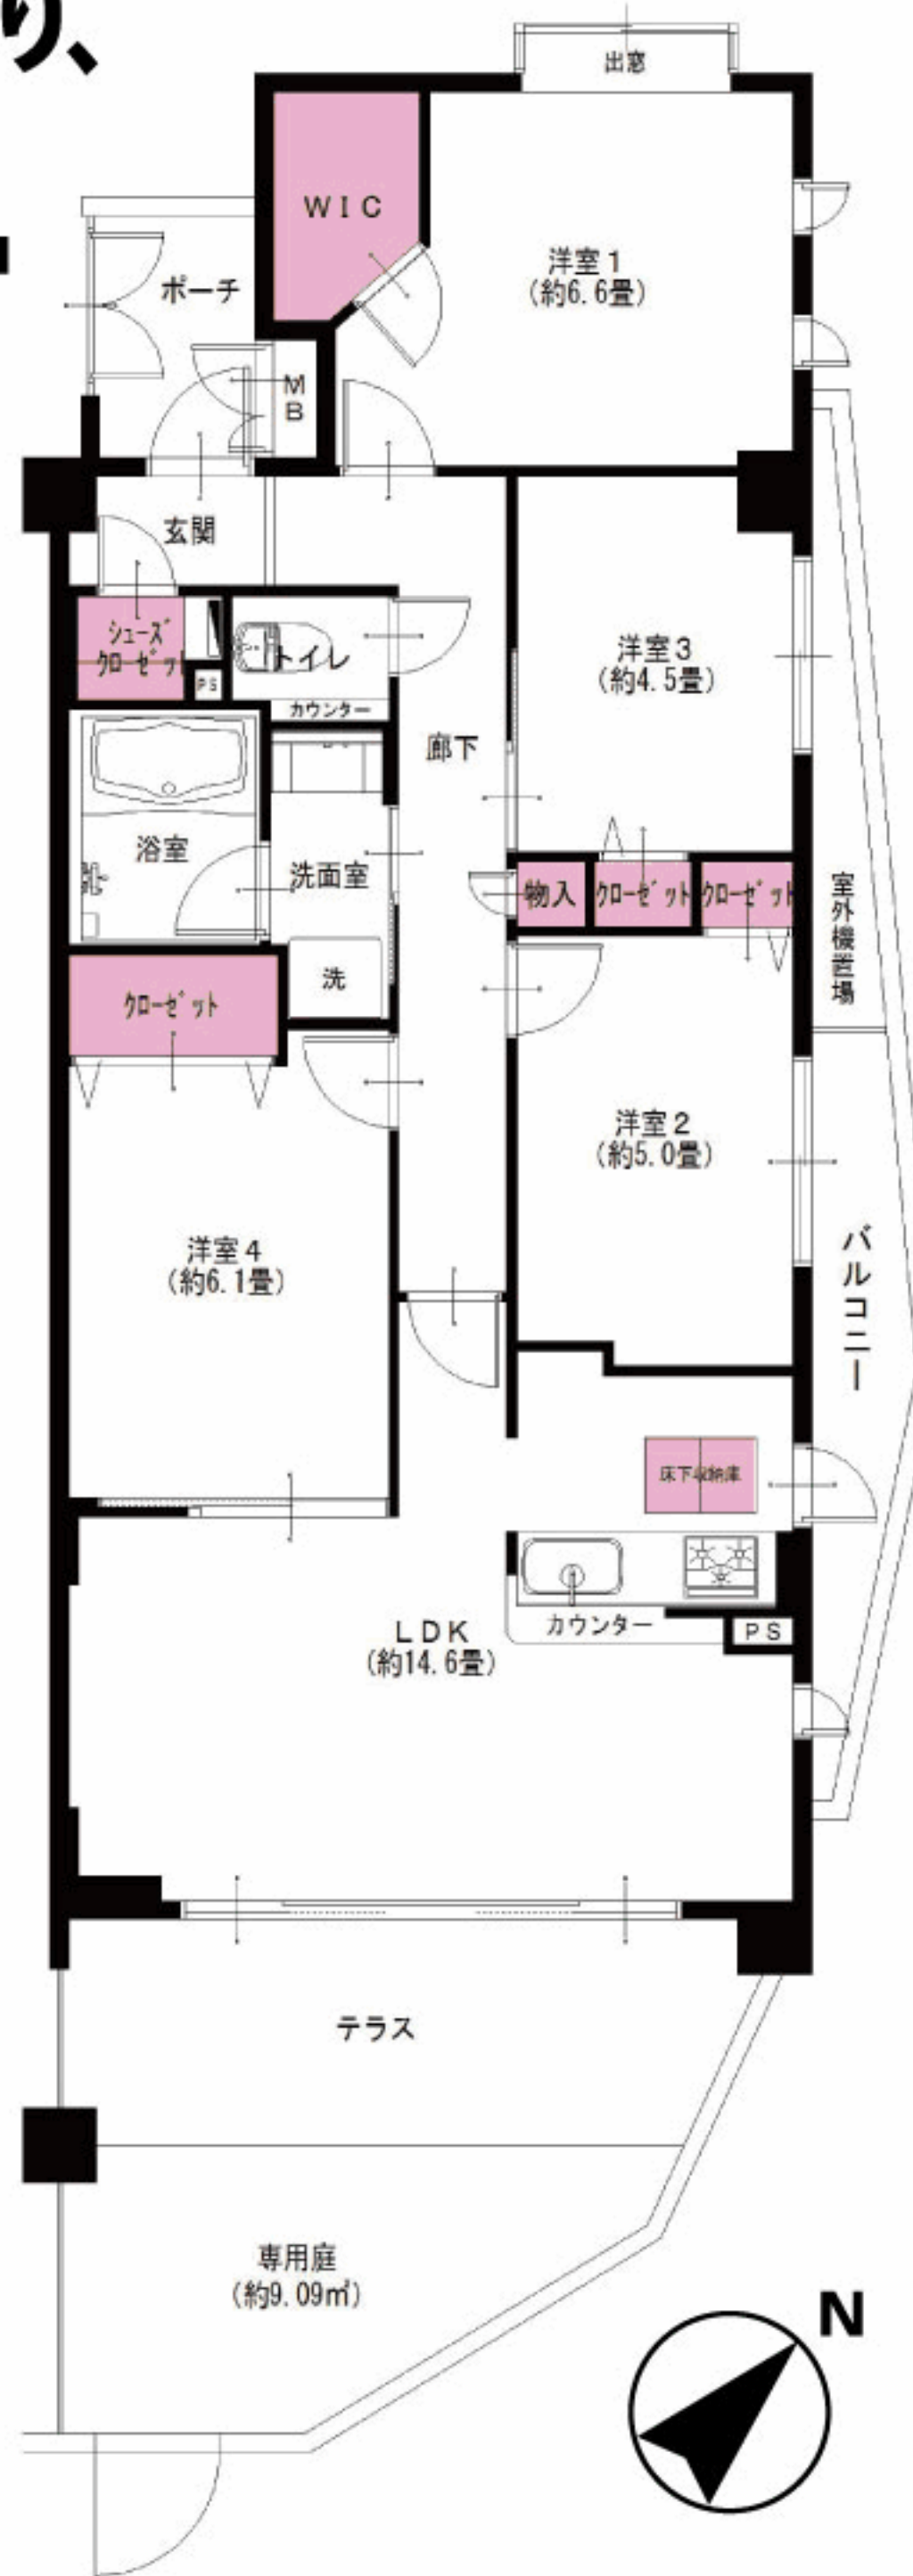 り、
出窓
WIC
洋室1
(約6.6畳)
ポーチ
M
B
玄関
シューズ
クローゼット
PS
トイレ
カウンター
洋室3
(約4.5畳)
廊下
浴室
洗面室
物入
クローゼット
クローゼット
室外機置場
洗
クローゼット
洋室2
(約5.0畳)
洋室4
(約6.1畳)
バルコニー
床下収納庫
LDK
(約14.6畳)
カウンター
PS
テラス
専用庭
(約9.09㎡)
N